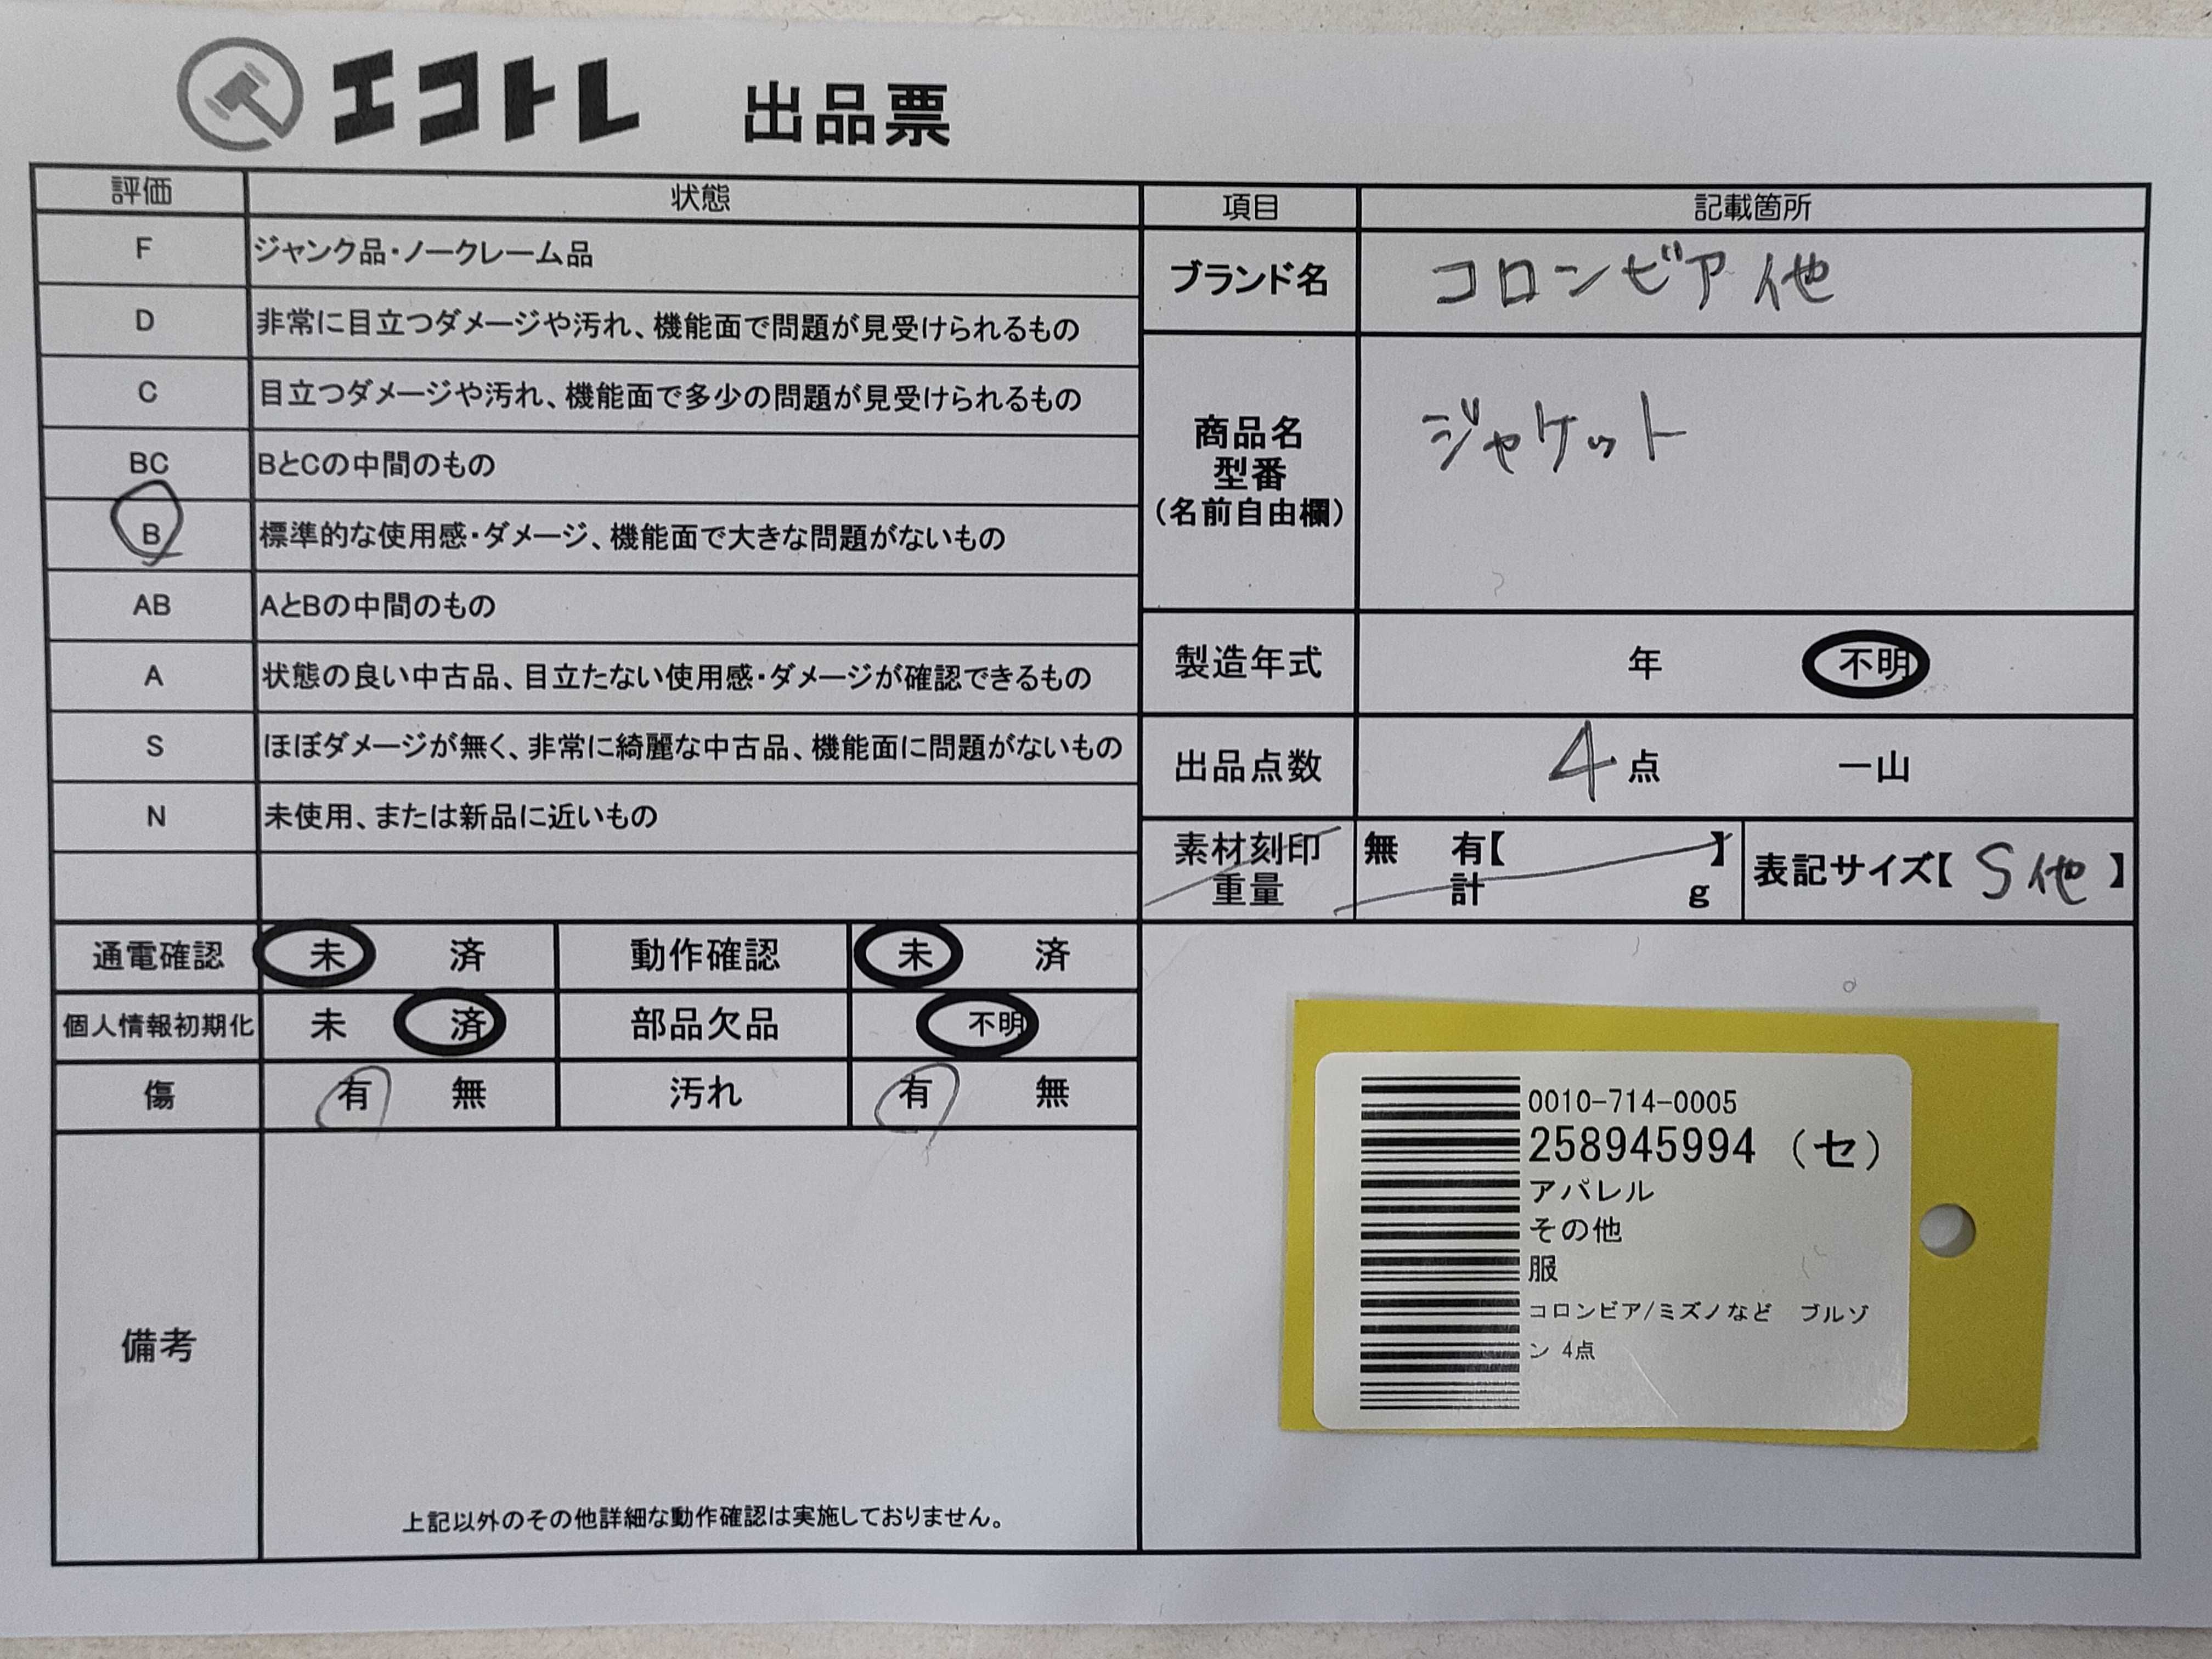 エコトレ 出品票
評価 状態
F ジャンク品・ノークレーム品
D 非常に目立つダメージや汚れ、機能面で問題が見受けられるもの
C 目立つダメージや汚れ、機能面で多少の問題が見受けられるもの
BC BとCの中間のもの
B 標準的な使用感・ダメージ、機能面で大きな問題がないもの
AB AとBの中間のもの
A 状態の良い中古品、目立たない使用感・ダメージが確認できるもの
S ほぼダメージが無く、非常に綺麗な中古品、機能面に問題がないもの
N 未使用、または新品に近いもの
通電確認 未 済 動作確認 未 済
個人情報初期化 未 済 部品欠品 不明
傷 有 無 汚れ 有 無
備考
上記以外のその他詳細な動作確認は実施しておりません。
項目 記載箇所
ブランド名 コロンビア他
商品名
型番
（名前自由欄）
ジャケット
製造年式 年 不明
出品点数 4点 一山
素材刻印 無 有【 】
重量 計 g
表記サイズ【S他】
0010-714-0005
258945994 (セ)
アパレル
その他
服
コロンビア/ミズノなど ブルゾ
ン 4点